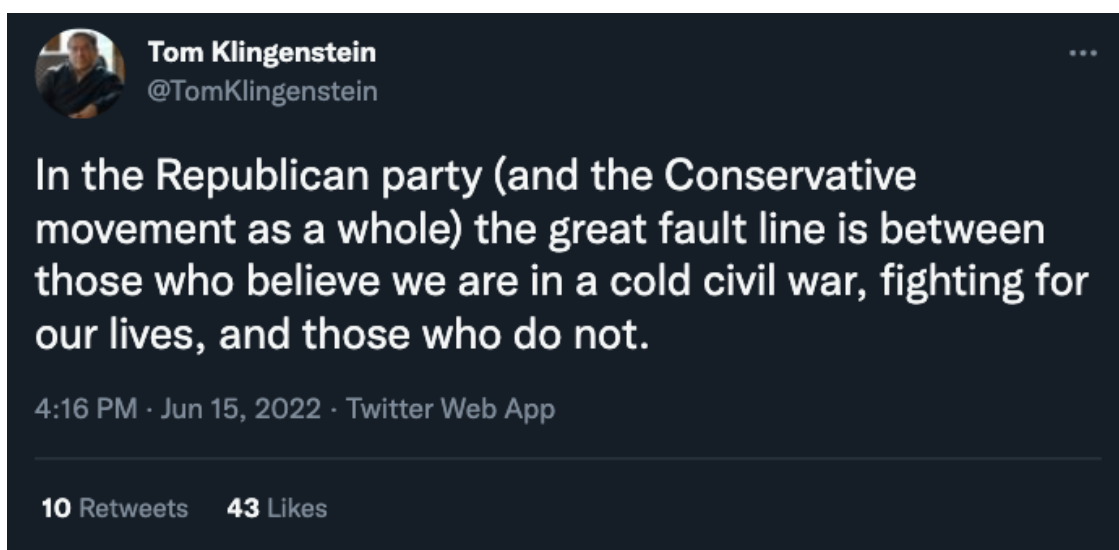 Tom Klingenstein
@TomKlingenstein
In the Republican party (and the Conservative
movement as a whole) the great fault line is between
those who believe we are in a cold civil war, fighting for
our lives, and those who do not.
4:16 PM · Jun 15, 2022 · Twitter Web App
10 Retweets 43 Likes